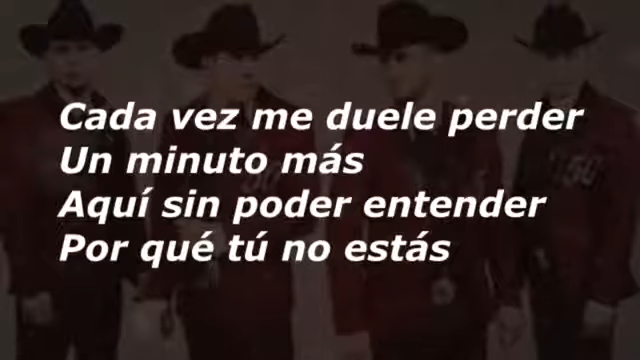 Cada vez me duele perder
Un minuto más
Aquí sin poder entender
Por qué tú no estás